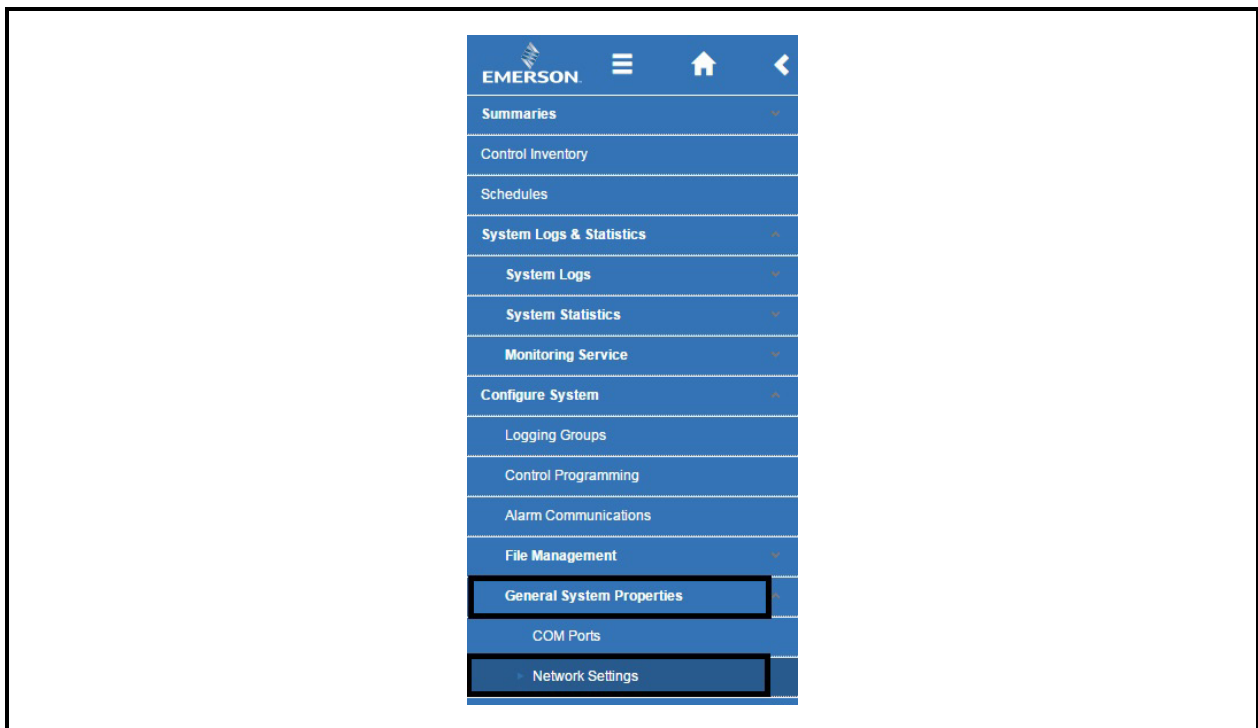 EMERSON.
Summaries
Control Inventory
Schedules
System Logs & Statistics
System Logs
System Statistics
Monitoring Service
Configure System
Logging Groups
Control Programming
Alarm Communications
File Management
General System Properties
COM Ports
Network Settings